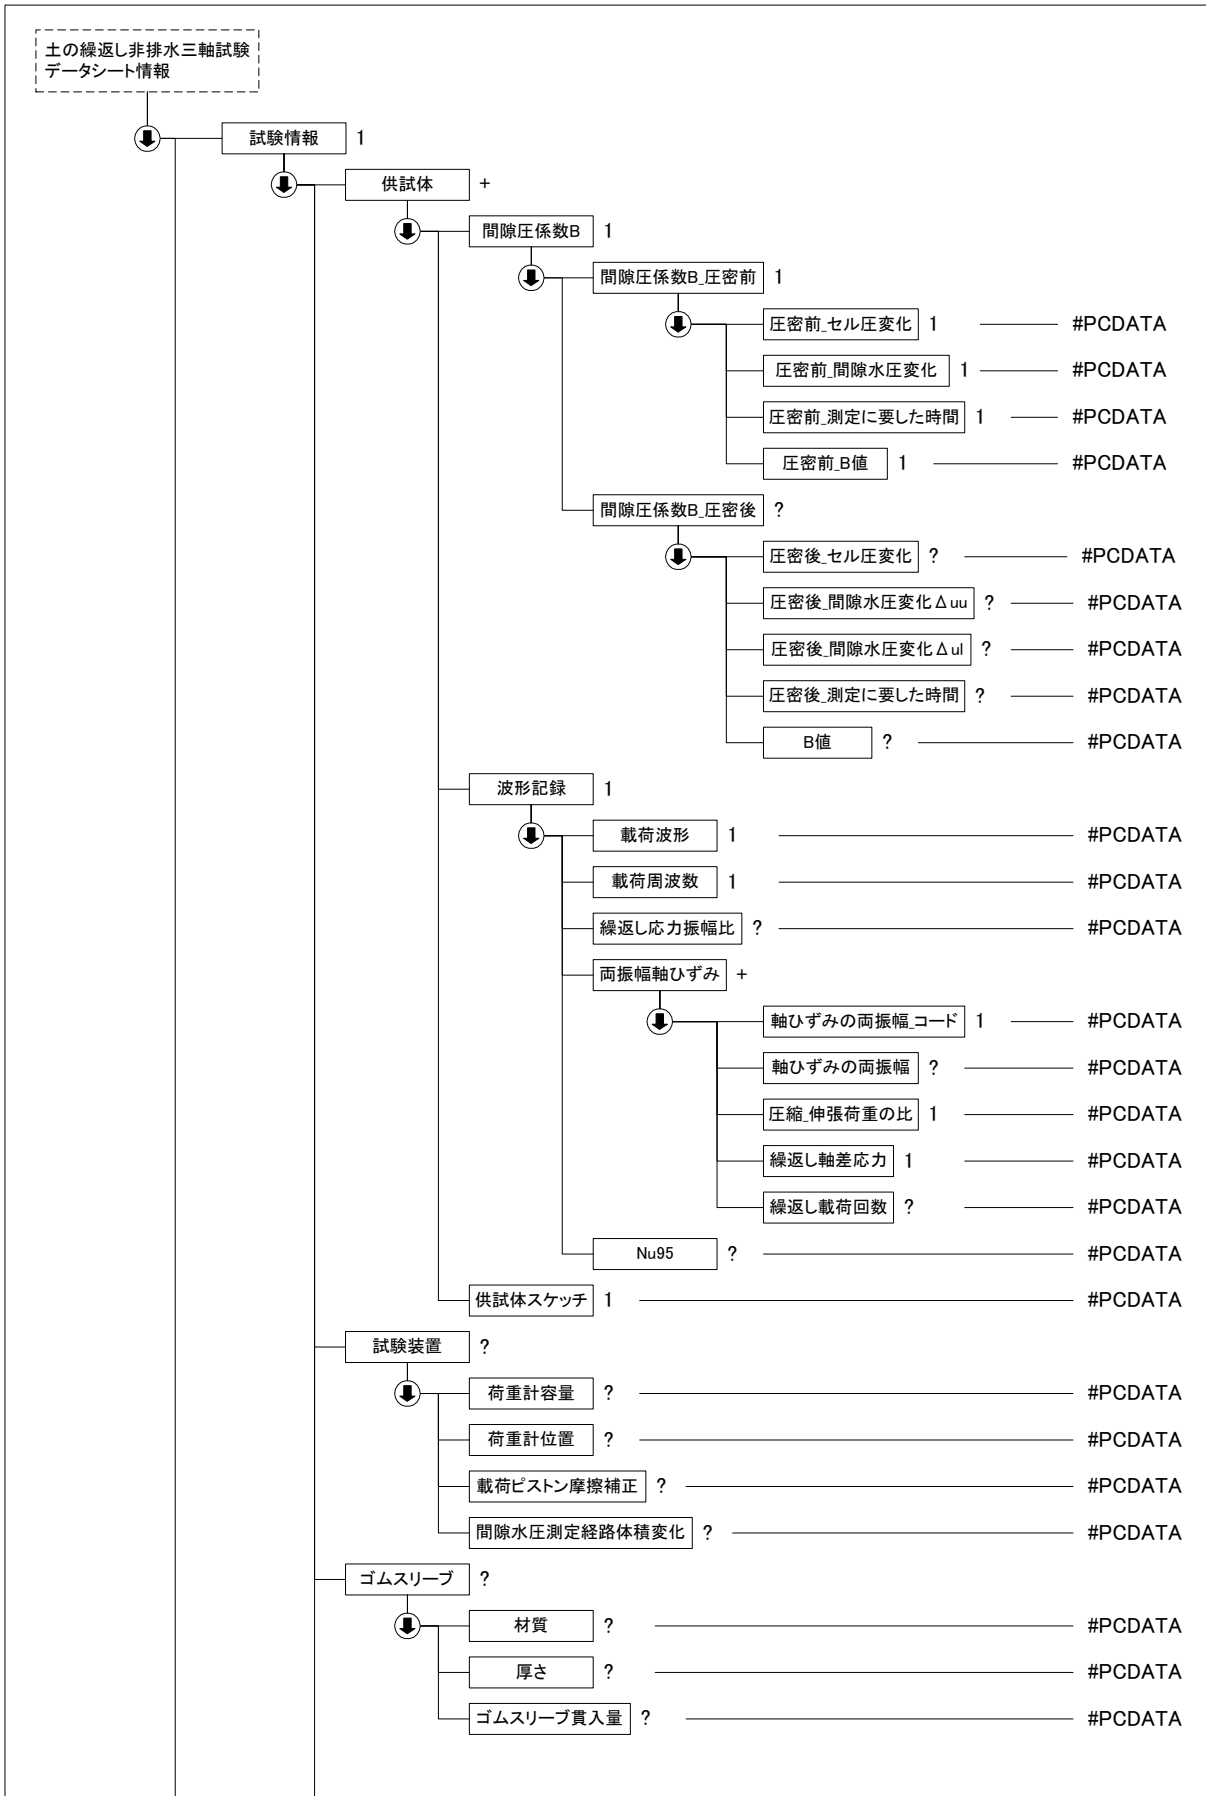 土の繰返し非排水三軸試験
データシート情報
試験情報 1
供試体 +
間隙圧係数B 1
間隙圧係数B_圧密前 1
圧密前_セル圧変化 1 #PCDATA
圧密前_間隙水圧変化 1 #PCDATA
圧密前_測定に要した時間 1 #PCDATA
圧密前_B値 1 #PCDATA
間隙圧係数B_圧密後 ?
圧密後_セル圧変化 ? #PCDATA
圧密後_間隙水圧変化Δuu ? #PCDATA
圧密後_間隙水圧変化Δul ? #PCDATA
圧密後_測定に要した時間 ? #PCDATA
B値 ? #PCDATA
波形記録 1
載荷波形 1 #PCDATA
載荷周波数 1 #PCDATA
繰返し応力振幅比 ? #PCDATA
両振幅軸ひずみ +
軸ひずみの両振幅_コード 1 #PCDATA
軸ひずみの両振幅 ? #PCDATA
圧縮_伸張荷重の比 1 #PCDATA
繰返し軸差応力 1 #PCDATA
繰返し載荷回数 ? #PCDATA
Nu95 ? #PCDATA
供試体スケッチ 1 #PCDATA
試験装置 ?
荷重計容量 ? #PCDATA
荷重計位置 ? #PCDATA
載荷ピストン摩擦補正 ? #PCDATA
間隙水圧測定経路体積変化 ? #PCDATA
ゴムスリーブ ?
材質 ? #PCDATA
厚さ ? #PCDATA
ゴムスリーブ貫入量 ? #PCDATA